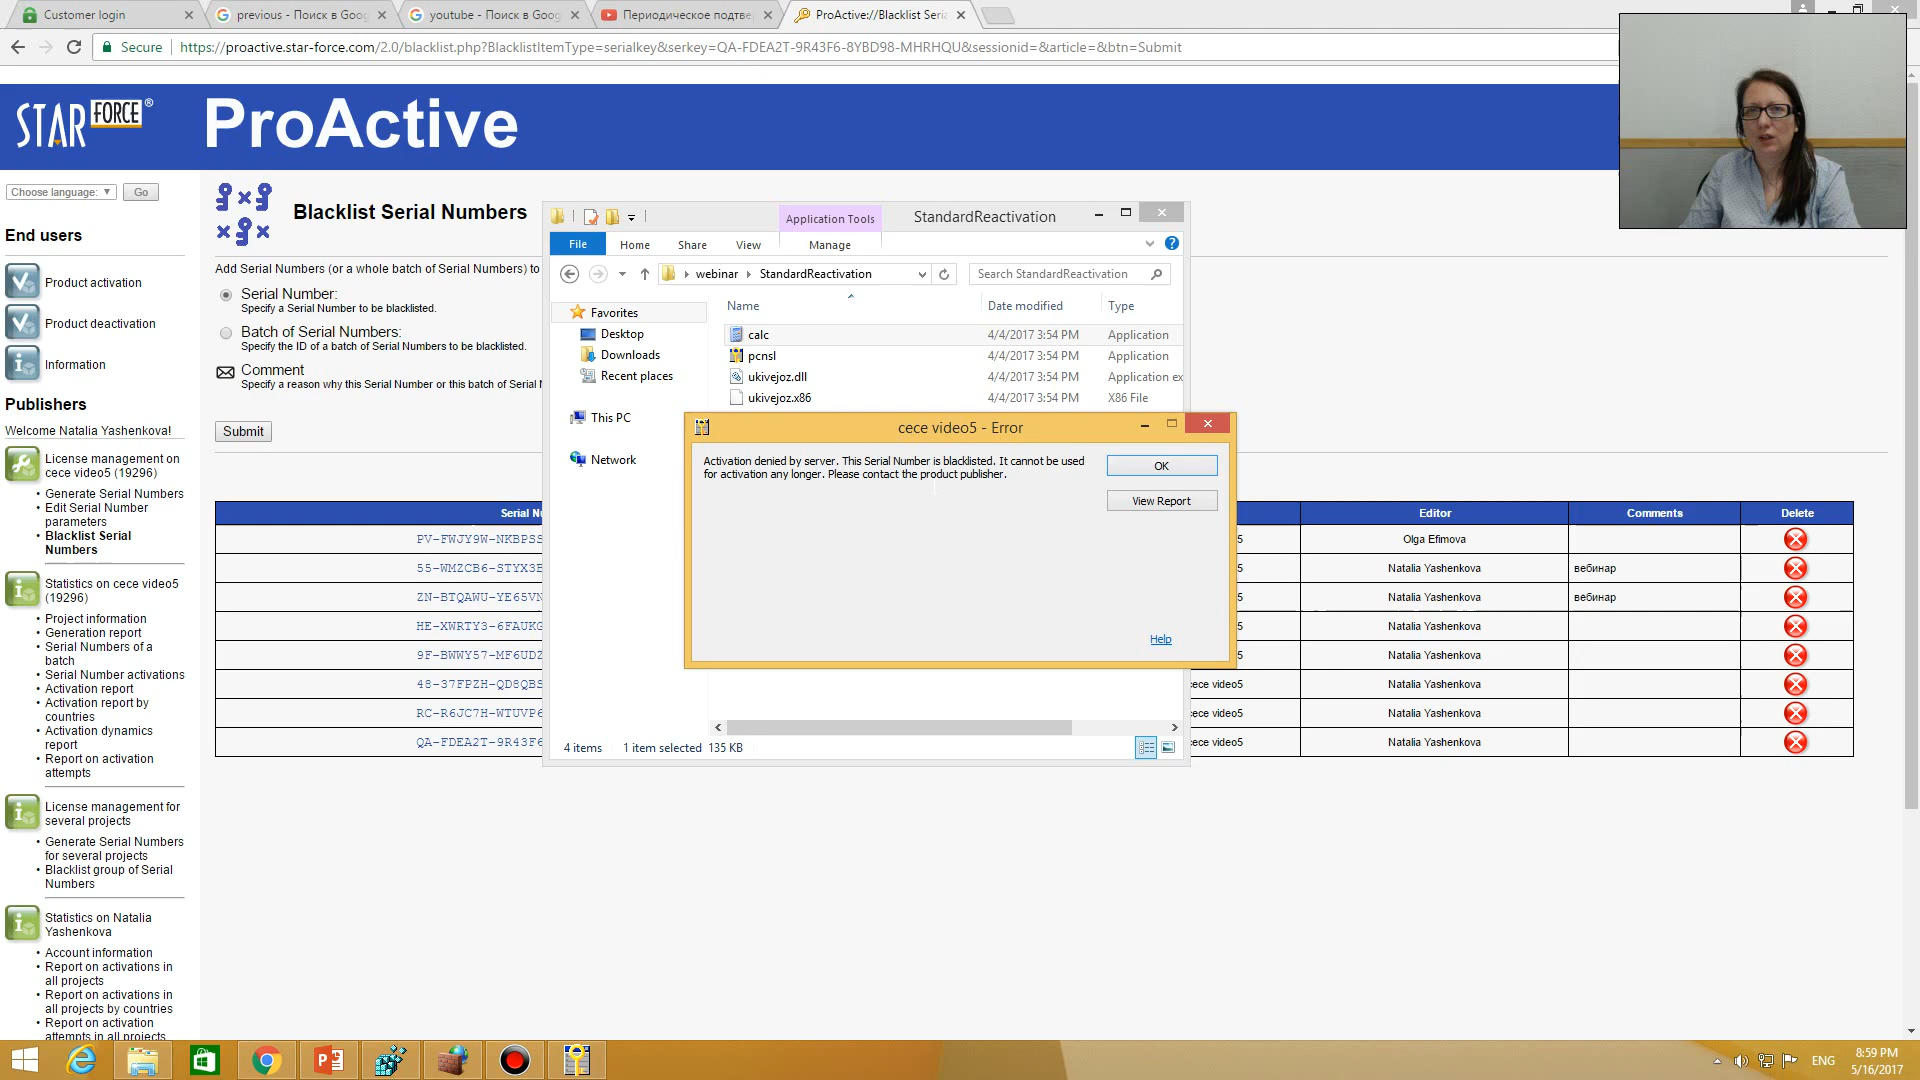 Customer login
previous - Поиск в Goog
youtube - Поиск в Goog
Периодическое подтве
ProActive://Blacklist Seri
Secure
https://proactive.star-force.com/2.0/blacklist.php?BlacklistItemType=serialkey&serkey=QA-FDEA2T-9R43F6-8YBD98-MHRHQU&sessionid=&article=&btn=Submit
STAR FORCE®
ProActive
Choose language:
Go
End users
Product activation
Product deactivation
Information
Publishers
Welcome Natalia Yashenkova!
License management on
cece video5 (19296)
• Generate Serial Numbers
• Edit Serial Number
parameters
• Blacklist Serial
Numbers
Statistics on cece video5
(19296)
• Project information
• Generation report
• Serial Numbers of a
batch
• Serial Number activations
• Activation report
• Activation report by
countries
• Activation dynamics
report
• Report on activation
attempts
License management for
several projects
• Generate Serial Numbers
for several projects
• Blacklist group of Serial
Numbers
Statistics on Natalia
Yashenkova
• Account information
• Report on activations in
all projects
• Report on activations in
all projects by countries
• Report on activation
attempts in all projects
Blacklist Serial Numbers
Add Serial Numbers (or a whole batch of Serial Numbers) to
Serial Number:
Specify a Serial Number to be blacklisted.
Batch of Serial Numbers:
Specify the ID of a batch of Serial Numbers to be blacklisted.
Comment
Specify a reason why this Serial Number or this batch of Serial N
Submit
Serial Nu
Editor
Comments
Delete
PV-FWJY9W-NKBPSS
5
Olga Efimova
55-WMZCB6-STYX3E
5
Natalia Yashenkova
вебинар
ZN-BTQAWU-YE65VN
5
Natalia Yashenkova
вебинар
HE-XWRTY3-6FAUKG
5
Natalia Yashenkova
9F-BWWY57-MF6UDZ
5
Natalia Yashenkova
48-37FPZH-QD8QBS
cece video5
Natalia Yashenkova
RC-R6JC7H-WTUVP6
cece video5
Natalia Yashenkova
QA-FDEA2T-9R43F6
cece video5
Natalia Yashenkova
Application Tools
StandardReactivation
File
Home
Share
View
Manage
webinar
StandardReactivation
Search StandardReactivation
Favorites
Desktop
Downloads
Recent places
This PC
Network
Name
Date modified
Type
calc
4/4/2017 3:54 PM
Application
pcnsl
4/4/2017 3:54 PM
Application
ukivejoz.dll
4/4/2017 3:54 PM
Application ex
ukivejoz.x86
4/4/2017 3:54 PM
X86 File
4 items
1 item selected 135 KB
cece video5 - Error
Activation denied by server. This Serial Number is blacklisted. It cannot be used
for activation any longer. Please contact the product publisher.
OK
View Report
Help
ENG
8:59 PM
5/16/2017